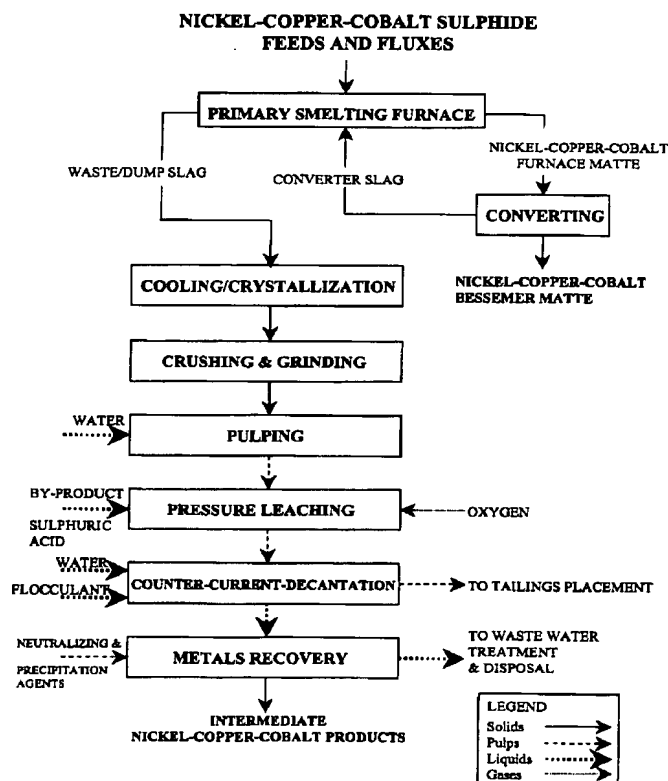 NICKEL-COPPER-COBALT SULPHIDE
FEEDS AND FLUXES
PRIMARY SMELTING FURNACE
WASTE/DUMP SLAG
CONVERTER SLAG
NICKEL-COPPER-COBALT
FURNACE MATTE
CONVERTING
NICKEL-COPPER-COBALT
BESSEMER MATTE
COOLING/CRYSTALLIZATION
CRUSHING & GRINDING
WATER
PULPING
BY-PRODUCT
SULPHURIC
ACID
PRESSURE LEACHING
OXYGEN
WATER
FLOCCULANT
COUNTER-CURRENT-DECANTATION
TO TAILINGS PLACEMENT
NEUTRALIZING &
PRECIPITATION
AGENTS
METALS RECOVERY
TO WASTE WATER
TREATMENT
& DISPOSAL
INTERMEDIATE
NICKEL-COPPER-COBALT PRODUCTS
LEGEND
Solids
Pulps
Liquids
Gases